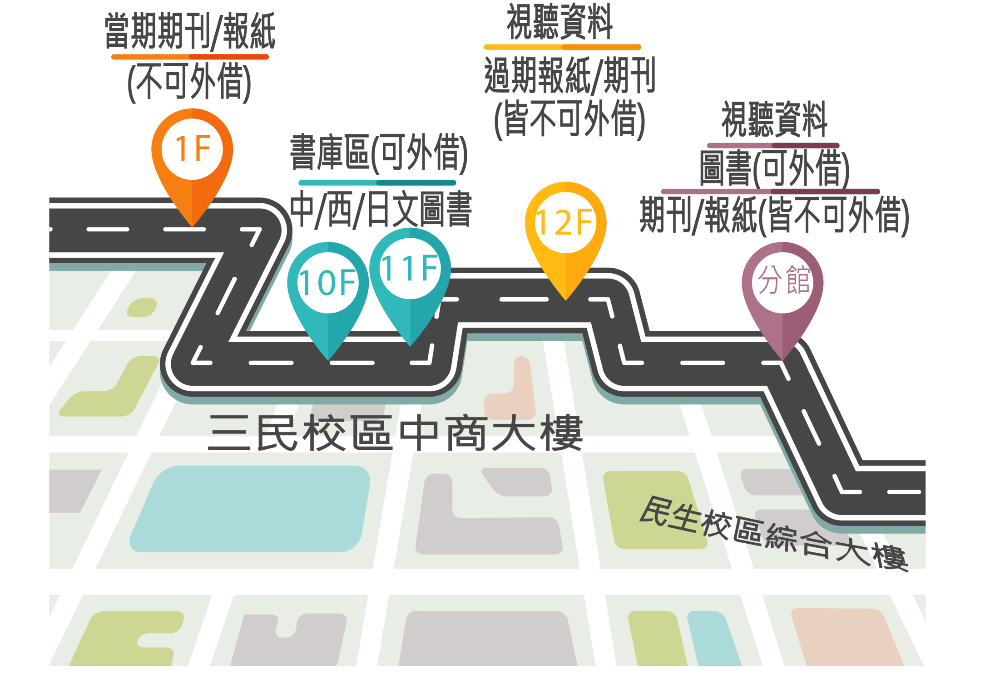 當期期刊/報紙
(不可外借)
1F
書庫區(可外借)
中/西/日文圖書
10F
11F
視聽資料
過期報紙/期刊
(皆不可外借)
12F
視聽資料
圖書(可外借)
期刊/報紙(皆不可外借)
分館
三民校區中商大樓
民生校區綜合大樓